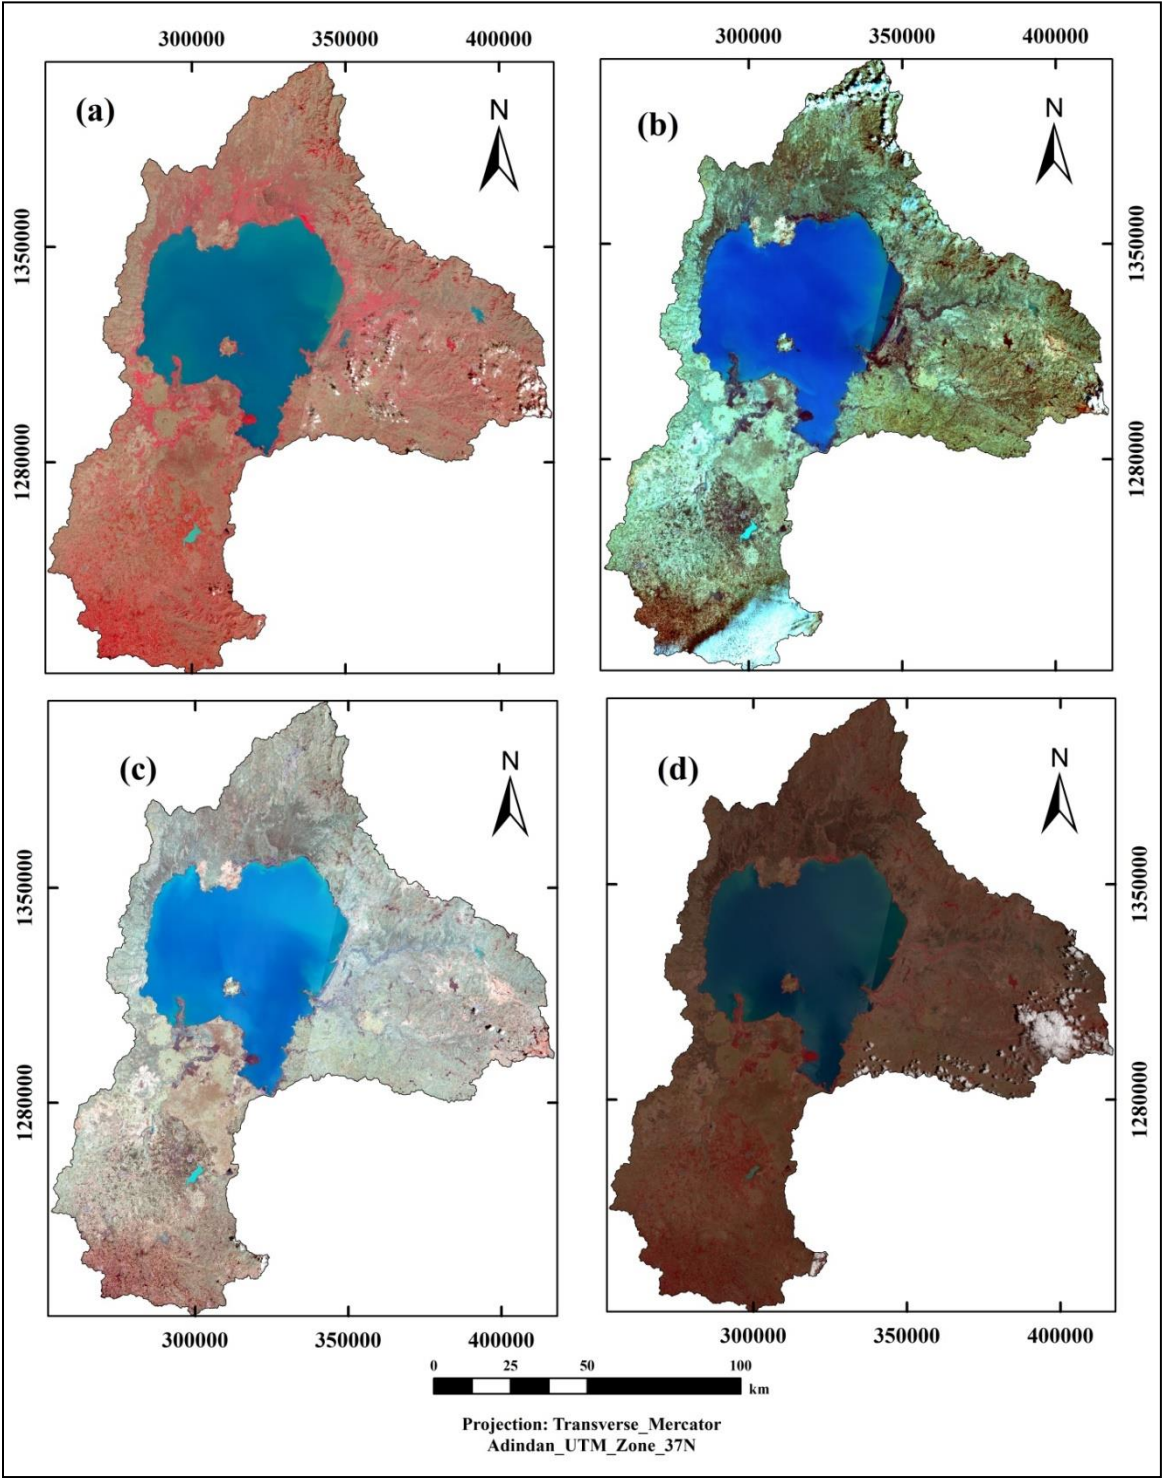 300000 350000 400000 300000 350000 400000
(a) N (b) N
1350000 1350000
1280000 1280000
(c) N (d) N
1350000 1350000
1280000 1280000
300000 350000 400000 300000 350000 400000
0 25 50 100
km
Projection: Transverse_Mercator
Adindan_UTM_Zone_37N